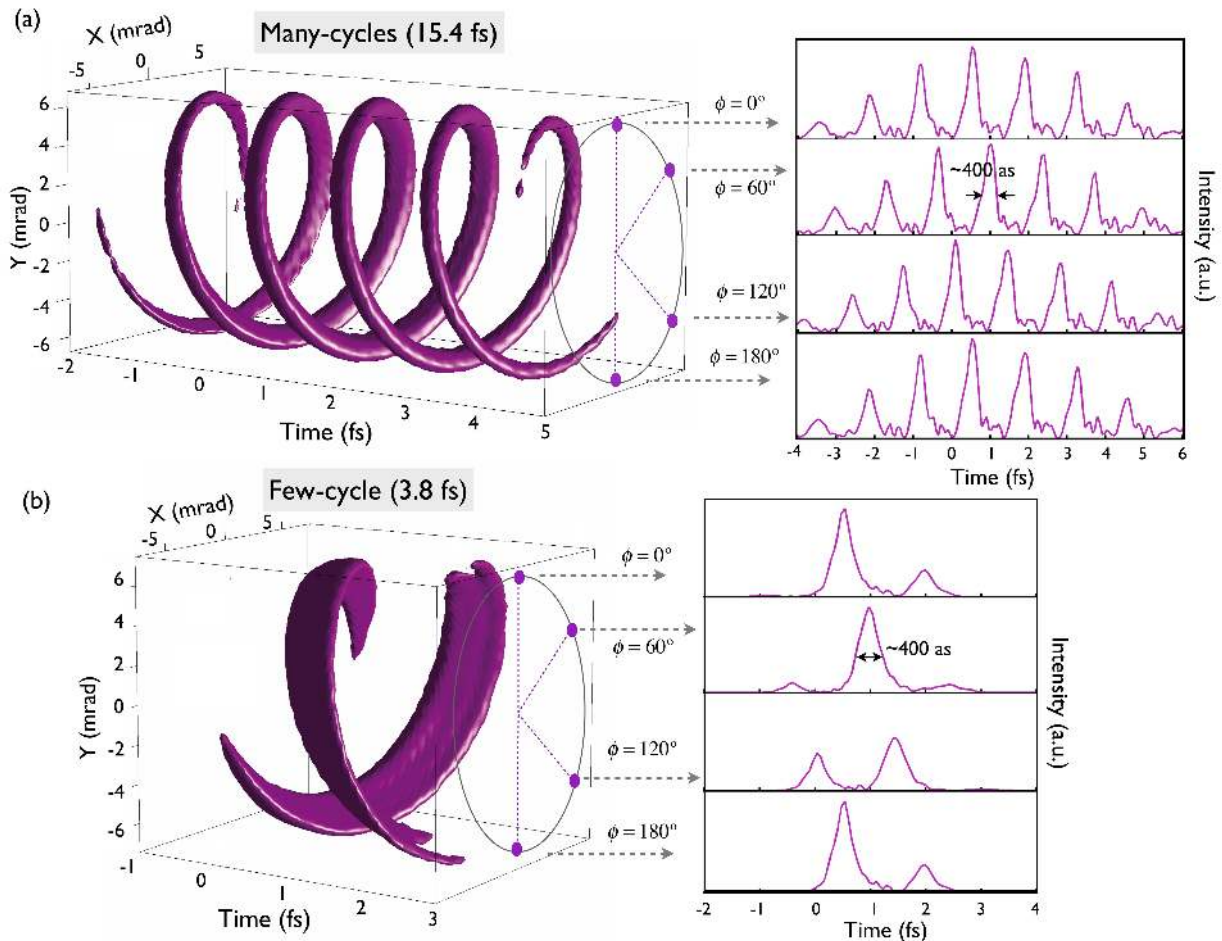 (a)
Many-cycles (15.4 fs)
X (mrad)
-5 0 5
Y (mrad)
6
4
2
0
-2
-4
-6
-2 -1 0 1 2 3 4 5
Time (fs)
ϕ = 0°
ϕ = 60°
ϕ = 120°
ϕ = 180°
~400 as
Intensity (a.u.)
-4 -3 -2 -1 0 1 2 3 4 5 6
Time (fs)
(b)
Few-cycle (3.8 fs)
X (mrad)
-5 0 5
Y (mrad)
6
4
2
0
-2
-4
-6
-1 0 1 2 3
Time (fs)
ϕ = 0°
ϕ = 60°
ϕ = 120°
ϕ = 180°
~400 as
Intensity (a.u.)
-2 -1 0 1 2 3 4
Time (fs)